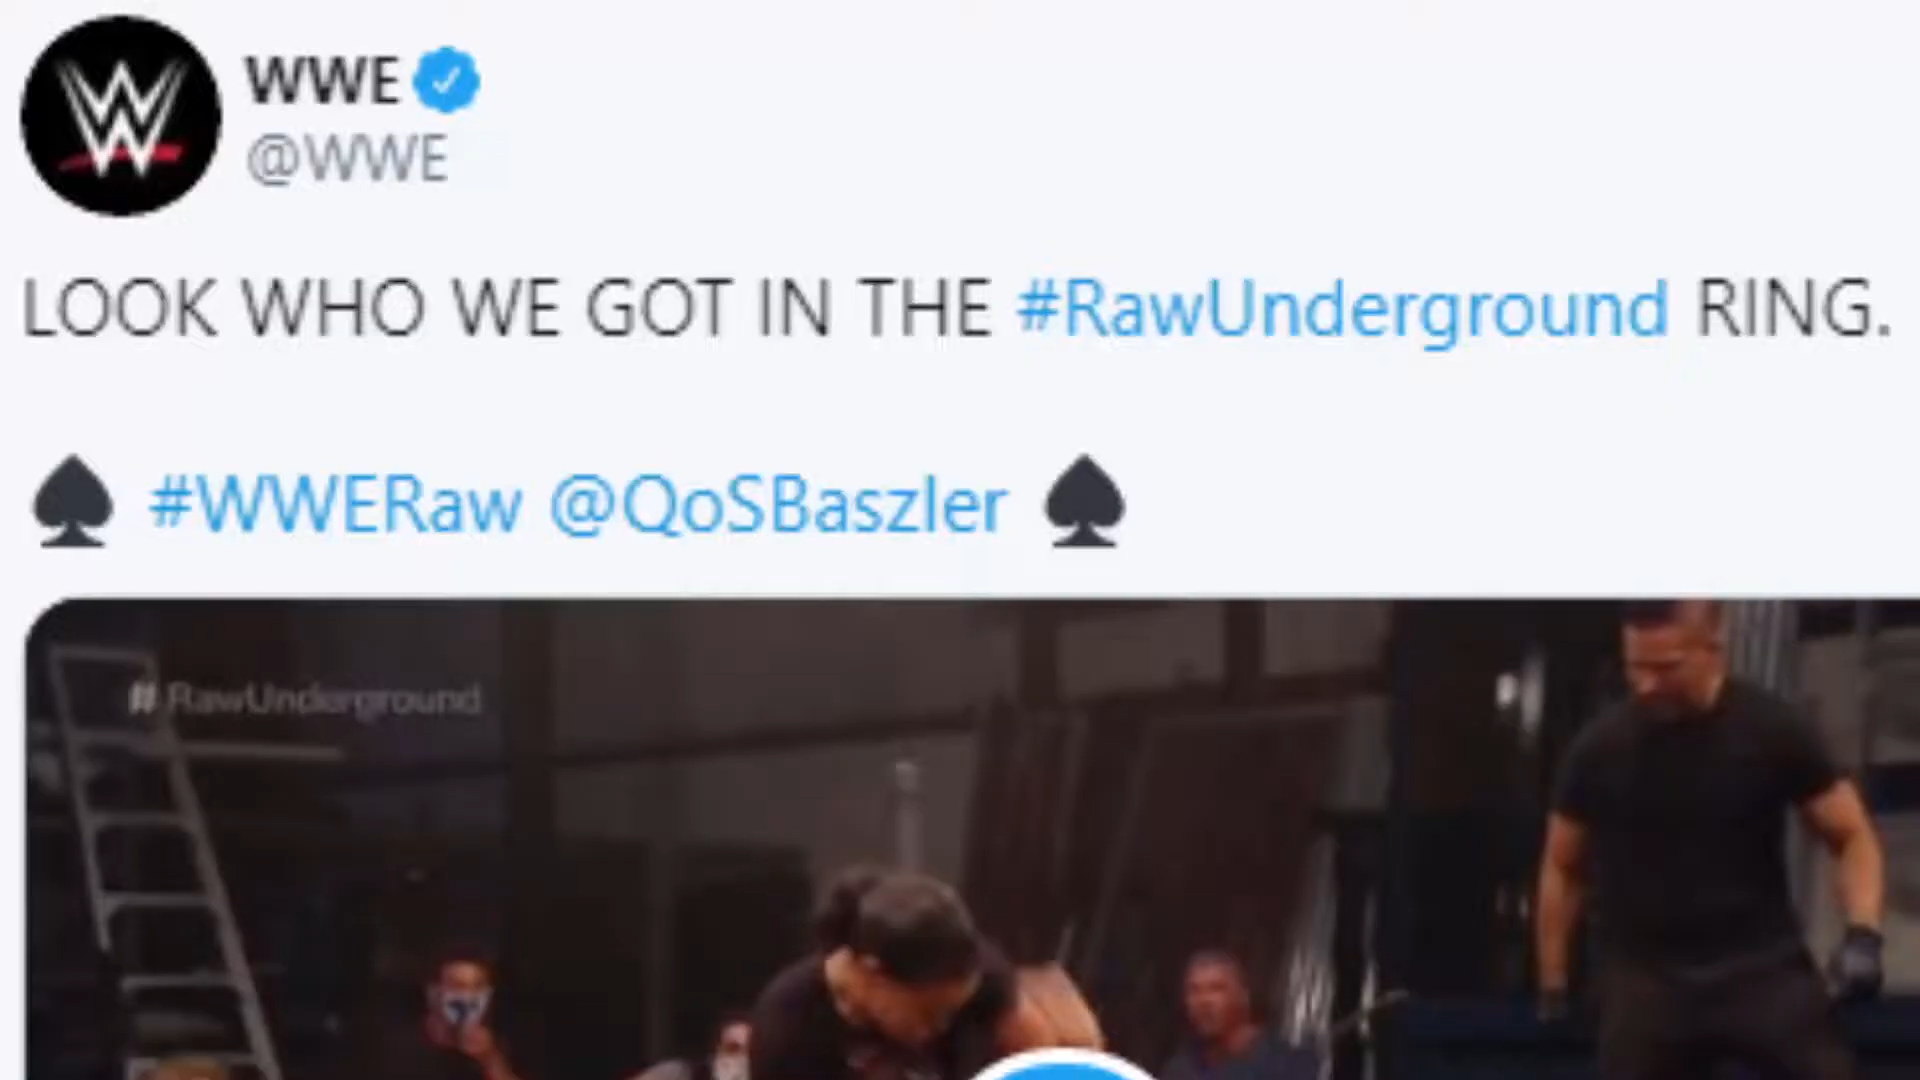 WWE
@WWE
LOOK WHO WE GOT IN THE #RawUnderground RING.
♠ #WWERaw @QoSBaszler ♠
# RawUnderground